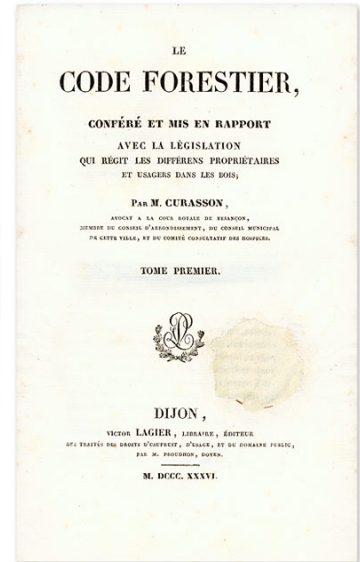 LE
CODE FORESTIER,
CONFÉRÉ ET MIS EN RAPPORT
AVEC LA LÉGISLATION
QUI RÉGIT LES DIFFÉRENS PROPRIÉTAIRES
ET USAGERS DANS LES BOIS;
PAR M. CURASSON,
AVOCAT A LA COUR ROYALE DE BESANÇON,
MEMBRE DU CONSEIL D'ARRONDISSEMENT, DU CONSEIL MUNICIPAL
DE CETTE VILLE, ET DU COMITÉ CONSULTATIF DES HOSPICES.
TOME PREMIER.
DIJON,
VICTOR LAGIER, LIBRAIRE, ÉDITEUR
DES TRAITÉS DES DROITS D'USUFRUIT, D'USAGE, ET DU DOMAINE PUBLIC,
PAR M. PROUDHON, DOYEN.
M. DCCC. XXXVI.